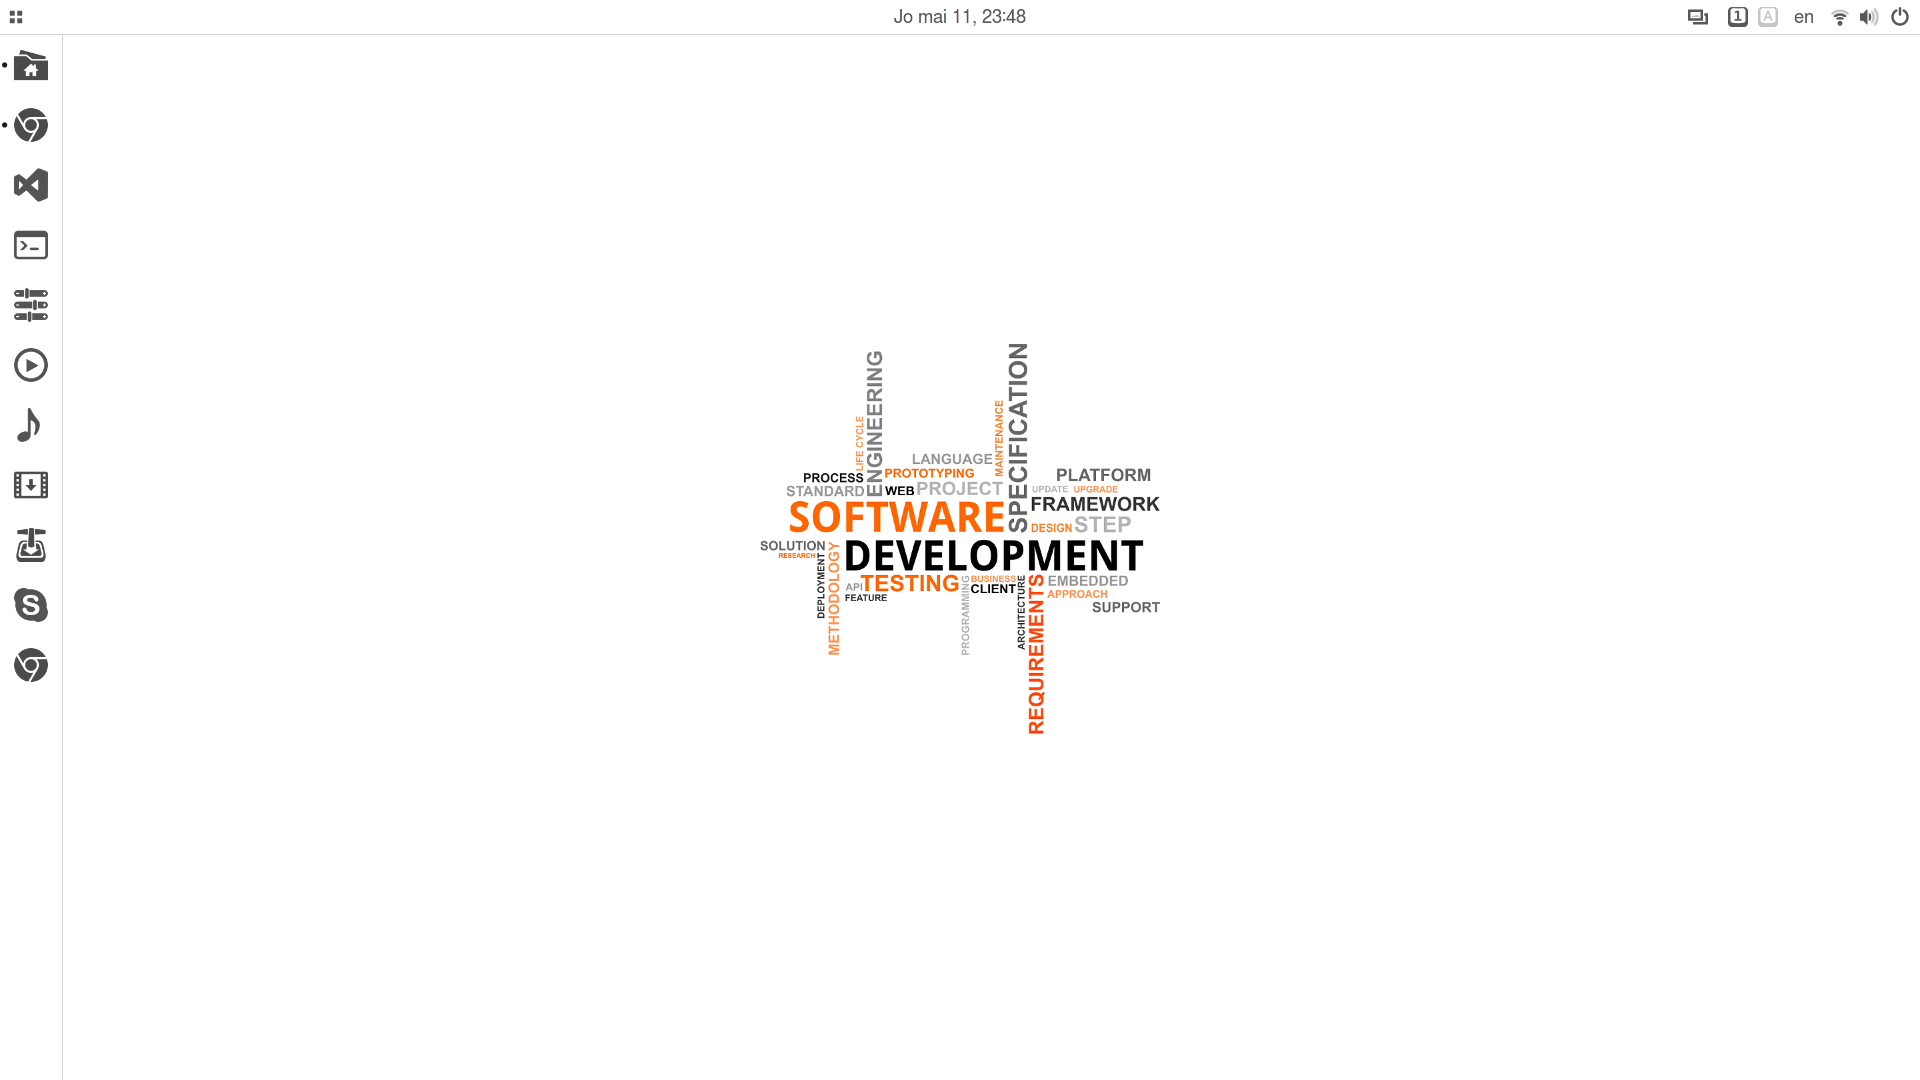 Jo mai 11, 23:48
1
A
en
ENGINEERING
SPECIFICATION
LIFE CYCLE
MAINTENANCE
LANGUAGE
PROCESS
PROTOTYPING
PLATFORM
STANDARD
WEB
PROJECT
UPDATE
UPGRADE
SOFTWARE
FRAMEWORK
DESIGN
STEP
SOLUTION
RESEARCH
DEVELOPMENT
DEPLOYMENT
METHODOLOGY
API
TESTING
FEATURE
PROGRAMMING
BUSINESS
CLIENT
ARCHITECTURE
REQUIREMENTS
EMBEDDED
APPROACH
SUPPORT
S